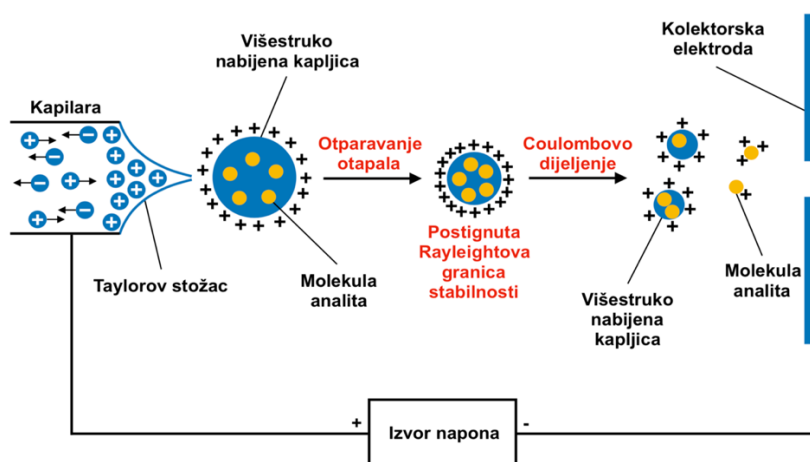 Višestruko
nabijena kapljica
Kolektorska
elektroda
Kapilara
Otparavanje
otapala
Coulombovo
dijeljenje
Postignuta
Rayleightova
granica
stabilnosti
Taylorov stožac
Molekula
analita
Višestruko
nabijena
kapljica
Molekula
analita
+
Izvor napona
-